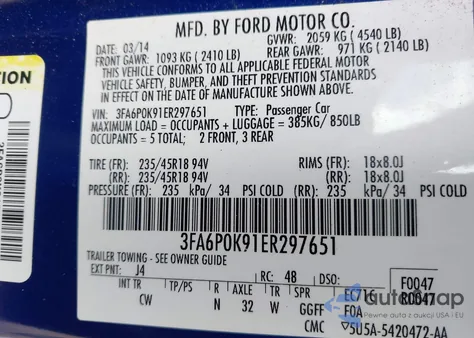 MFD. BY FORD MOTOR CO.
DATE: 03/14 GVWR: 2059 KG ( 4540 LB)
FRONT GAWR: 1093 KG ( 2410 LB) REAR GAWR: 971 KG ( 2140 LB)
THIS VEHICLE CONFORMS TO ALL APPLICABLE FEDERAL MOTOR
VEHICLE SAFETY, BUMPER, AND THEFT PREVENTION STANDARDS
IN EFFECT ON THE DATE OF MANUFACTURE SHOWN ABOVE.
VIN: 3FA6P0K91ER297651 TYPE: Passenger Car
MAXIMUM LOAD = OCCUPANTS + LUGGAGE = 385KG/ 850LB
OCCUPANTS = 5 TOTAL; 2 FRONT, 3 REAR
TIRE (FR): 235/45R18 94V RIMS (FR): 18x8.0J
(RR): 235/45R18 94V (RR): 18x8.0J
PRESSURE (FR): 235 kPa/ 34 PSI COLD (RR): 235 kPa/ 34 PSI COLD
3FA6P0K91ER297651
TRAILER TOWING - SEE OWNER GUIDE
EXT PNT: J4 RC: 48 DSO: F0047
INT TR TP/PS R AXLE TR SPR
CW N 32 W GGFF F0A
CMC 5U5A-5420472-AA